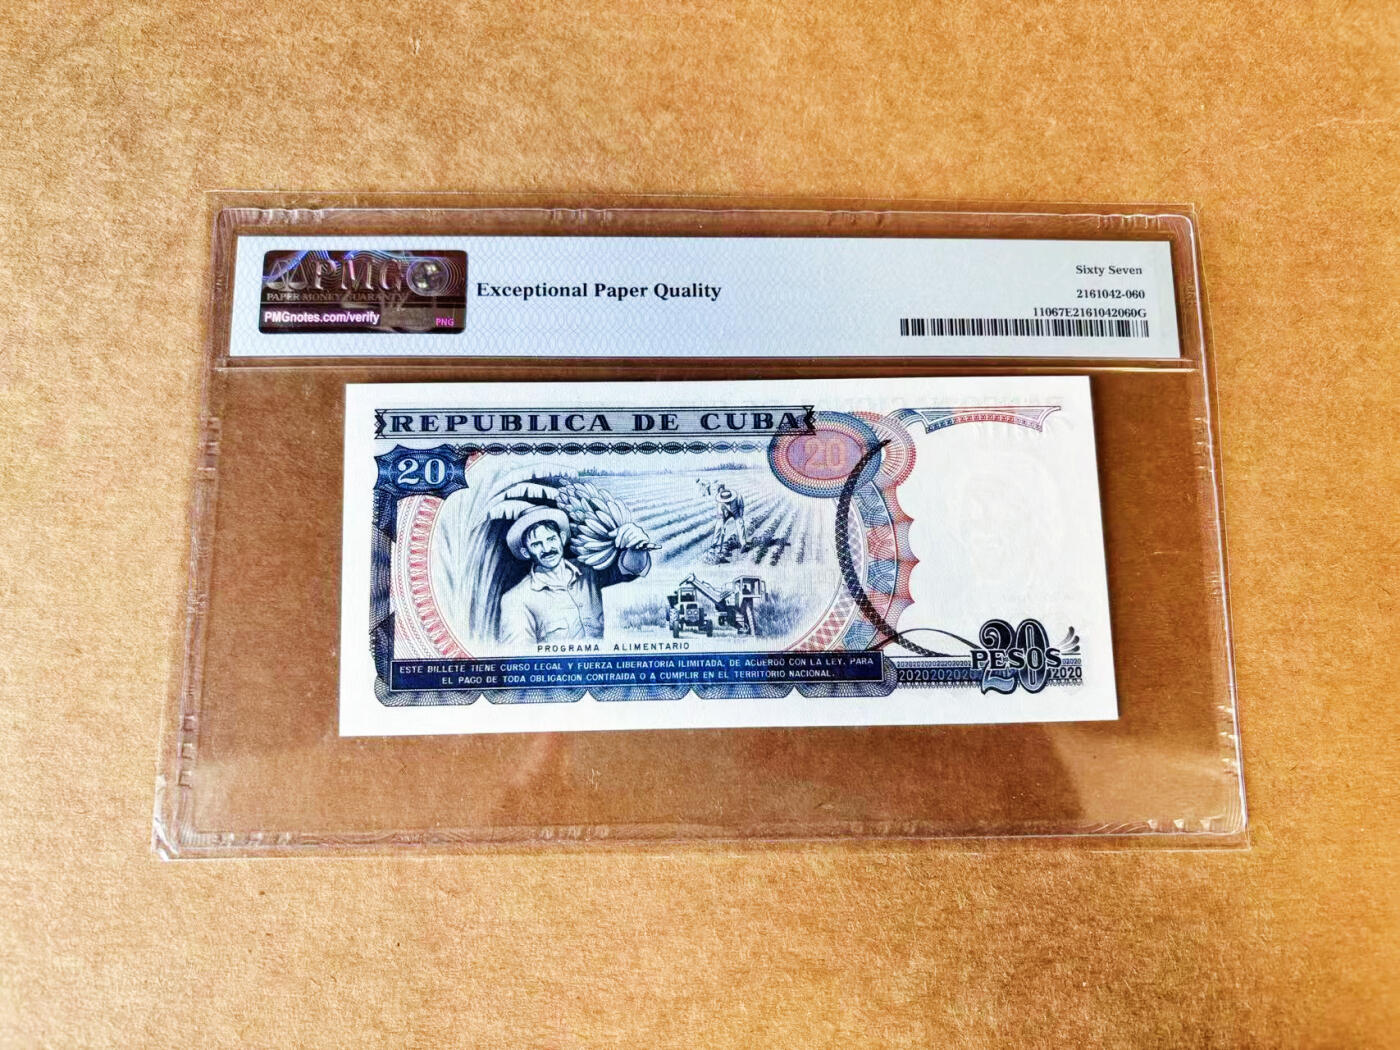 PMG
PAPER MONEY GUARANTY
PMGnotes.com/verify
PNG
Exceptional Paper Quality
Sixty Seven
2161042-060
11067E2161042060G
REPUBLICA DE CUBA
20
20
PROGRAMA ALIMENTARIO
ESTE BILLETE TIENE CURSO LEGAL Y FUERZA LIBERATORIA ILIMITADA, DE ACUERDO CON LA LEY, PARA
EL PAGO DE TODA OBLIGACION CONTRAIDA O A CUMPLIR EN EL TERRITORIO NACIONAL.
20
PESOS